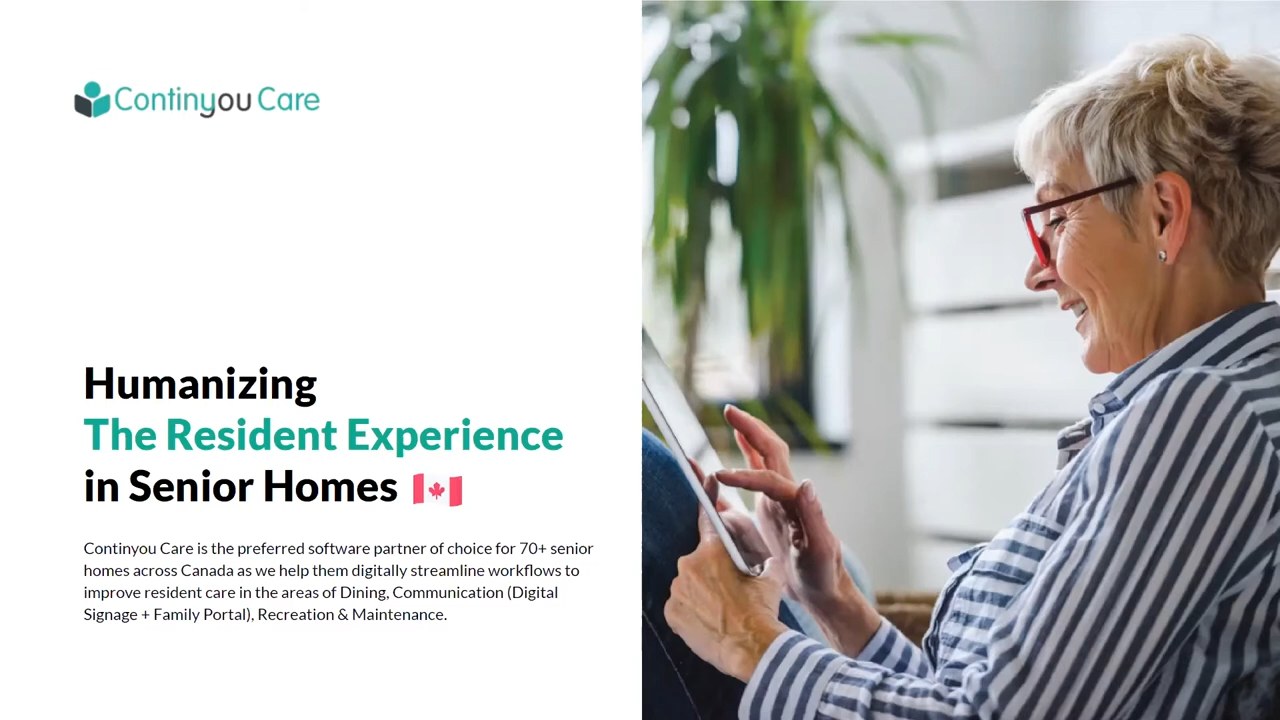 Continyou Care
Humanizing
The Resident Experience
in Senior Homes 🇨🇦
Continyou Care is the preferred software partner of choice for 70+ senior
homes across Canada as we help them digitally streamline workflows to
improve resident care in the areas of Dining, Communication (Digital
Signage + Family Portal), Recreation & Maintenance.